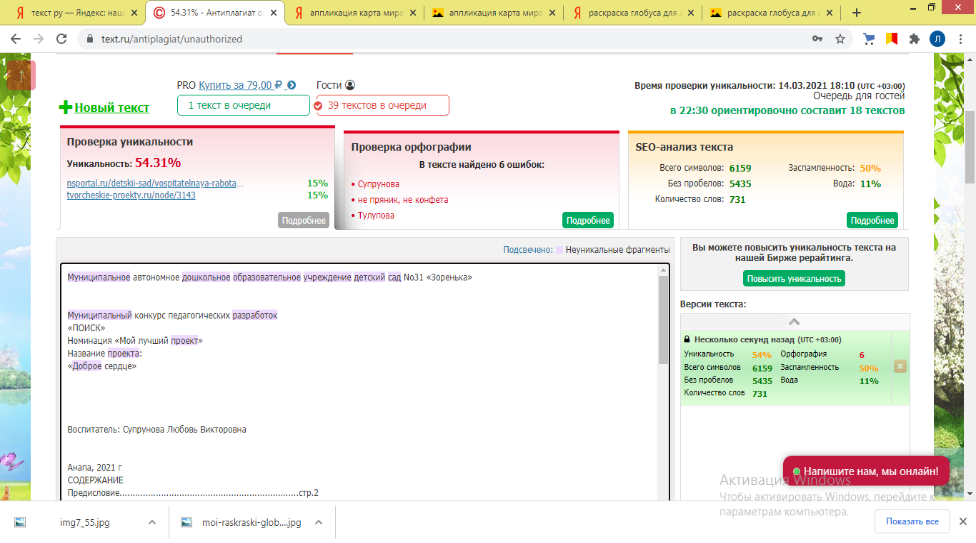 текст ру — Яндекс: наш
54.31% - Антиплагиат о
аппликация карта мира
аппликация карта мире
раскраска глобуса для
раскраска глобуса для
text.ru/antiplagiat/unauthorized
Л
PRO Купить за 79,00 ₽
Гости
Время проверки уникальности: 14.03.2021 18:10 (UTC +03:00)
Очередь для гостей
Новый текст
1 текст в очереди
39 текстов в очереди
в 22:30 ориентировочно составит 18 текстов
Проверка уникальности
Уникальность: 54.31%
nsportal.ru/detskii-sad/vospitatelnaya-rabota... 15%
tvorcheskie-proekty.ru/node/3143 15%
Подробнее
Проверка орфографии
В тексте найдено 6 ошибок:
• Супрунова
• не пряник, не конфета
• Тулупова
Подробнее
SEO-анализ текста
Всего символов: 6159 Заспамленность: 50%
Без пробелов: 5435 Вода: 11%
Количество слов: 731
Подробнее
Подсвечено: Неуникальные фрагменты
Муниципальное автономное дошкольное образовательное учреждение детский сад No31 «Зоренька»
Муниципальный конкурс педагогических разработок
«ПОИСК»
Номинация «Мой лучший проект»
Название проекта:
«Доброе сердце»
Воспитатель: Супрунова Любовь Викторовна
Анапа, 2021 г
СОДЕРЖАНИЕ
Предисловие......................................................................стр.2
Вы можете повысить уникальность текста на
нашей Бирже рерайтинга.
Повысить уникальность
Версии текста:
Несколько секунд назад (UTC +03:00)
Уникальность 54% Орфография 6
Всего символов 6159 Заспамленность 50%
Без пробелов 5435 Вода 11%
Количество слов 731
Напишите нам, мы онлайн!
Активация Windows
Чтобы активировать Windows, перейдите к
параметрам компьютера.
img7_55.jpg
moi-raskraski-glob....jpg
Показать все